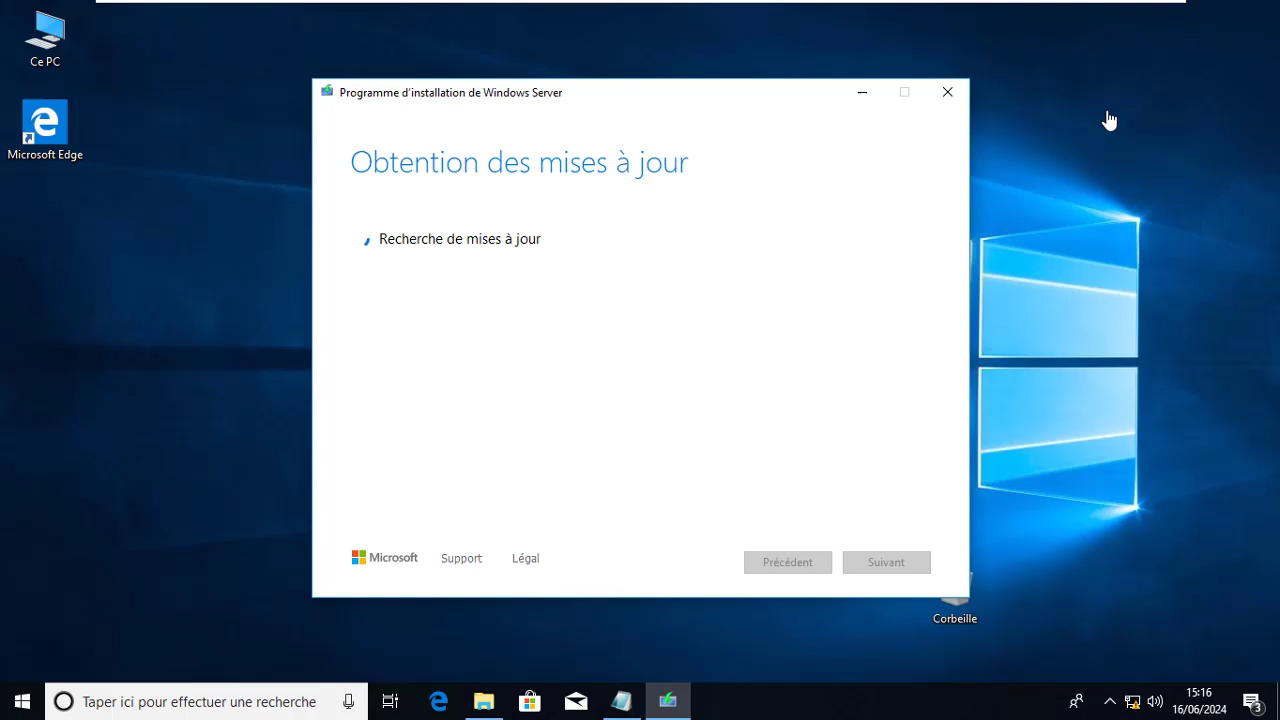 Ce PC
Microsoft Edge
Programme d'installation de Windows Server
Obtention des mises à jour
Recherche de mises à jour
Microsoft
Support
Légal
Précédent
Suivant
Corbeille
Taper ici pour effectuer une recherche
15:16
16/06/2024
3